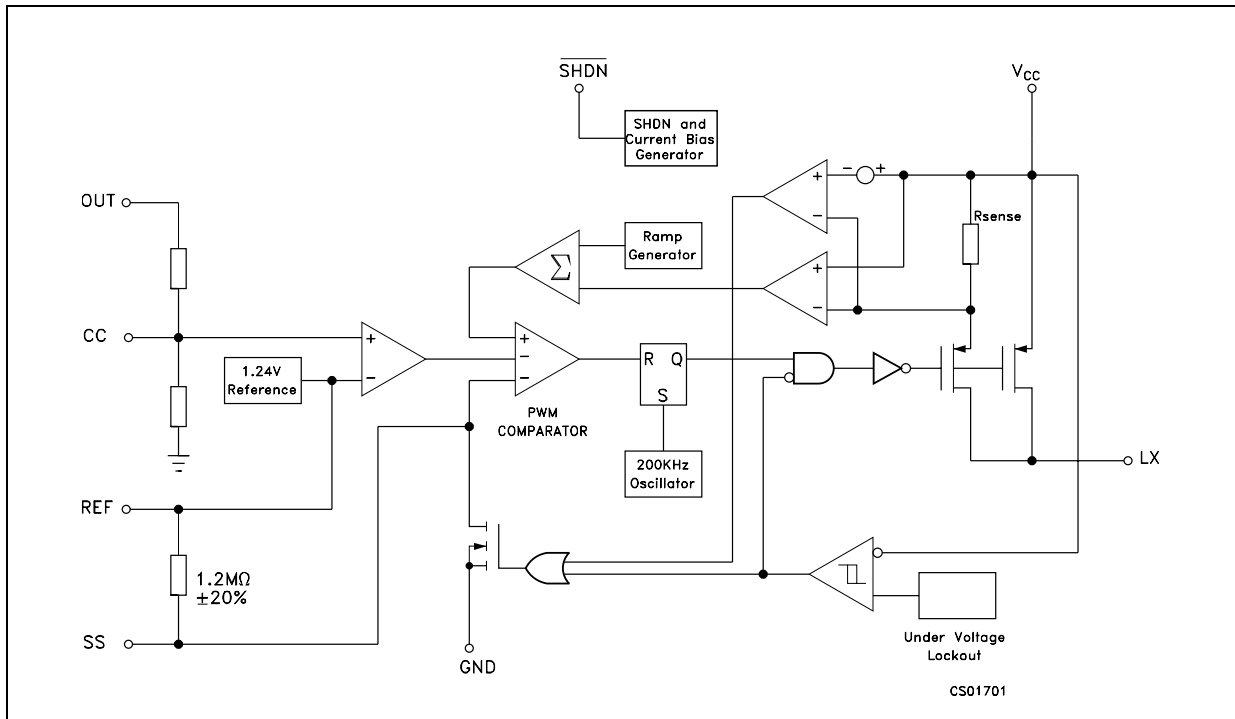 SHDN
VCC
SHDN and
Current Bias
Generator
OUT
- +
+
-
Rsense
Ramp
Generator
Σ
+
-
CC
+
-
+
-
-
R Q
S
1.24V
Reference
PWM
COMPARATOR
200KHz
Oscillator
LX
REF
1.2MΩ
±20%
SS
GND
Under Voltage
Lockout
CS01701